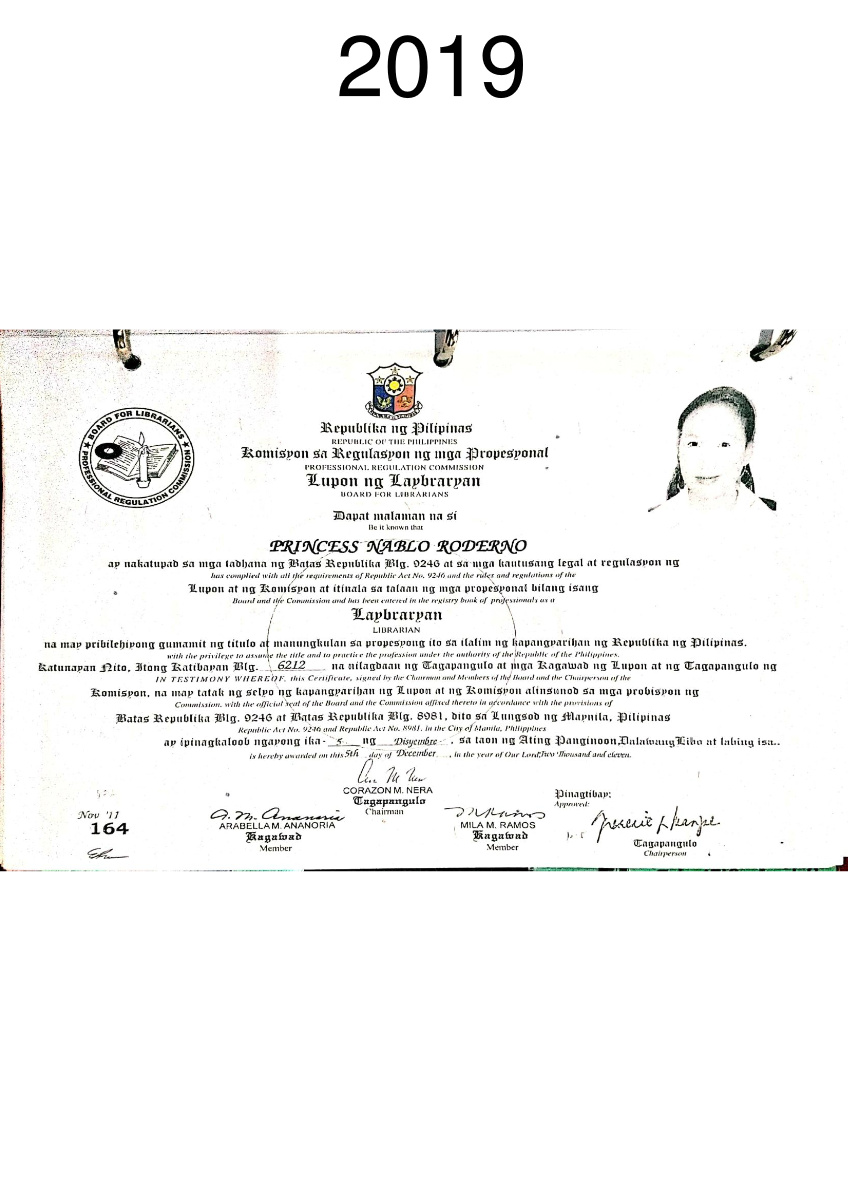 2019
BOARD FOR LIBRARIANS
PROFESSIONAL REGULATION COMMISSION
Republika ng Pilipinas
REPUBLIC OF THE PHILIPPINES
Komisyon sa Regulasyon ng mga Propesyonal
PROFESSIONAL REGULATION COMMISSION
Lupon ng Laybraryan
BOARD FOR LIBRARIANS
Dapat malaman na si
Be it known that
PRINCESS NABLO RODERNO
ay nakatupad sa mga tadhana ng Batas Republika Blg. 9246 at sa mga kautusang legal at regulasyon ng
has complied with all the requirements of Republic Act No. 9246 and the rules and regulations of the
Lupon at ng Komisyon at itinala sa talaan ng mga propesyonal bilang isang
Board and the Commission and has been entered in the registry book of professionals as a
Laybraryan
LIBRARIAN
na may pribilehiyong gumamit ng titulo at manungkulan sa propesyong ito sa ilalim ng kapangyarihan ng Republika ng Pilipinas.
with the privilege to assume the title and to practice the profession under the authority of the Republic of the Philippines.
Katunayan Nito, Itong Katibayan Blg. 6212 na nilagdaan ng Tagapangulo at mga Kagawad ng Lupon at ng Tagapangulo ng
IN TESTIMONY WHEREOF, this Certificate, signed by the Chairman and Members of the Board and the Chairperson of the
Komisyon, na may tatak ng selyo ng kapangyarihan ng Lupon at ng Komisyon alinsunod sa mga probisyon ng
Commission, with the official seal of the Board and the Commission affixed thereto in accordance with the provisions of
Batas Republika Blg. 9246 at Batas Republika Blg. 8981, dito sa Lungsod ng Maynila, Pilipinas
Republic Act No. 9246 and Republic Act No. 8981, in the City of Manila, Philippines
ay ipinagkaloob ngayong ika- 5 ng Disyembre, sa taon ng Ating Panginoon, Dalawang Libo at labing isa..
is hereby awarded on this 5th day of December, in the year of Our Lord, two Thousand and eleven.
CORAZON M. NERA
Tagapangulo
Chairman
Pinagtibay:
Approved:
Nov '11
164
A. M. Ananoria
ARABELLA M. ANANORIA
Kagawad
Member
MILA M. RAMOS
Kagawad
Member
Tagapangulo
Chairperson